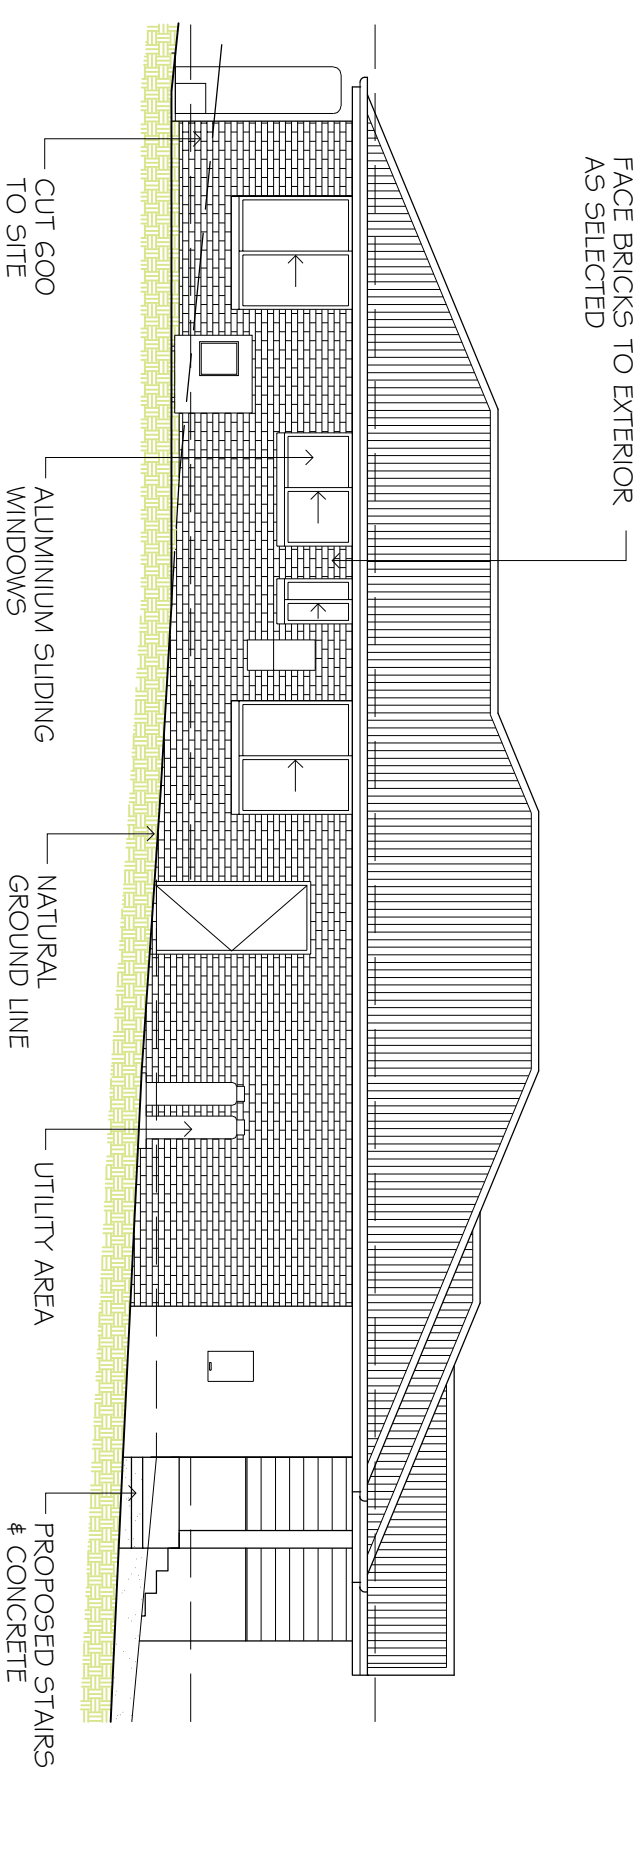 FACE BRICKS TO EXTERIOR
AS SELECTED
CUT 600
TO SITE
ALUMINIUM SLIDING
WINDOWS
NATURAL
GROUND LINE
UTILITY AREA
PROPOSED STAIRS
& CONCRETE